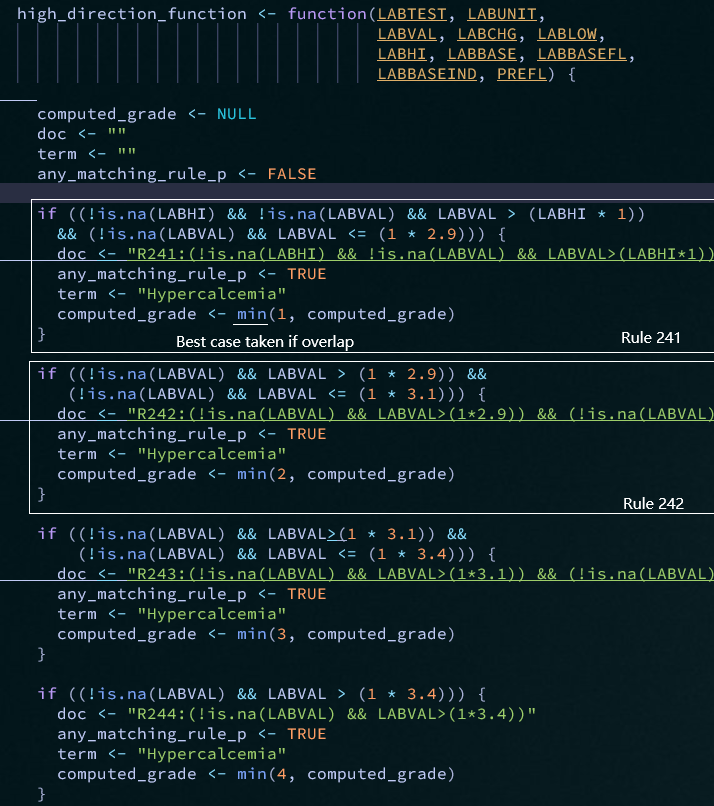 high_direction_function <- function(LABTEST, LABUNIT,
LABVAL, LABCHG, LABLOW,
LABHI, LABBASE, LABBASEFL,
LABBASEIND, PREFL) {
computed_grade <- NULL
doc <- ""
term <- ""
any_matching_rule_p <- FALSE
if ((!is.na(LABHI) && !is.na(LABVAL) && LABVAL > (LABHI * 1))
&& (!is.na(LABVAL) && LABVAL <= (1 * 2.9))) {
doc <- "R241:(!is.na(LABHI) && !is.na(LABVAL) && LABVAL>(LABHI*1))
any_matching_rule_p <- TRUE
term <- "Hypercalcemia"
computed_grade <- min(1, computed_grade)
}
Best case taken if overlap
Rule 241
if ((!is.na(LABVAL) && LABVAL > (1 * 2.9)) &&
(!is.na(LABVAL) && LABVAL <= (1 * 3.1))) {
doc <- "R242:(!is.na(LABVAL) && LABVAL>(1*2.9)) && (!is.na(LABVAL)
any_matching_rule_p <- TRUE
term <- "Hypercalcemia"
computed_grade <- min(2, computed_grade)
}
Rule 242
if ((!is.na(LABVAL) && LABVAL>(1 * 3.1)) &&
(!is.na(LABVAL) && LABVAL <= (1 * 3.4))) {
doc <- "R243:(!is.na(LABVAL) && LABVAL>(1*3.1)) && (!is.na(LABVAL)
any_matching_rule_p <- TRUE
term <- "Hypercalcemia"
computed_grade <- min(3, computed_grade)
}
if ((!is.na(LABVAL) && LABVAL > (1 * 3.4))) {
doc <- "R244:(!is.na(LABVAL) && LABVAL>(1*3.4))"
any_matching_rule_p <- TRUE
term <- "Hypercalcemia"
computed_grade <- min(4, computed_grade)
}